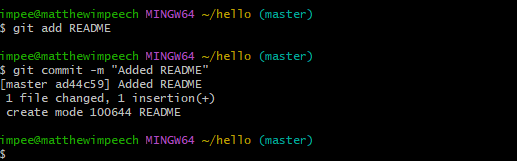 impee@matthewimpeech MINGW64 ~/hello (master)
$ git add README
impee@matthewimpeech MINGW64 ~/hello (master)
$ git commit -m "Added README"
[master ad44c59] Added README
 1 file changed, 1 insertion(+)
 create mode 100644 README
impee@matthewimpeech MINGW64 ~/hello (master)
$